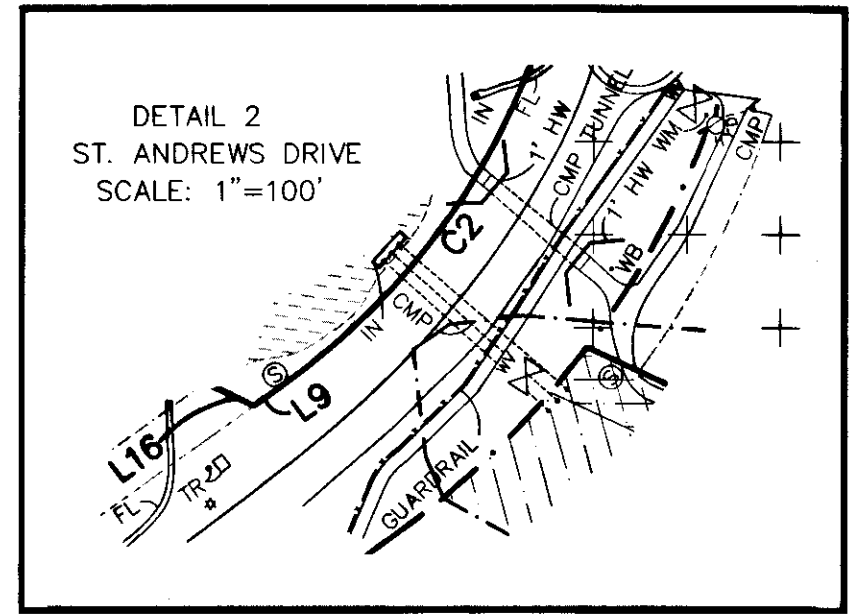 DETAIL 2
ST. ANDREWS DRIVE
SCALE: 1"=100'
IN
FL
1' HW
CMP TUNNEL
W
1' HW
WM
CMP
C2
WB
IN
CMP
WV
S
S
L9
L16
TR
FL
GUARDRAIL